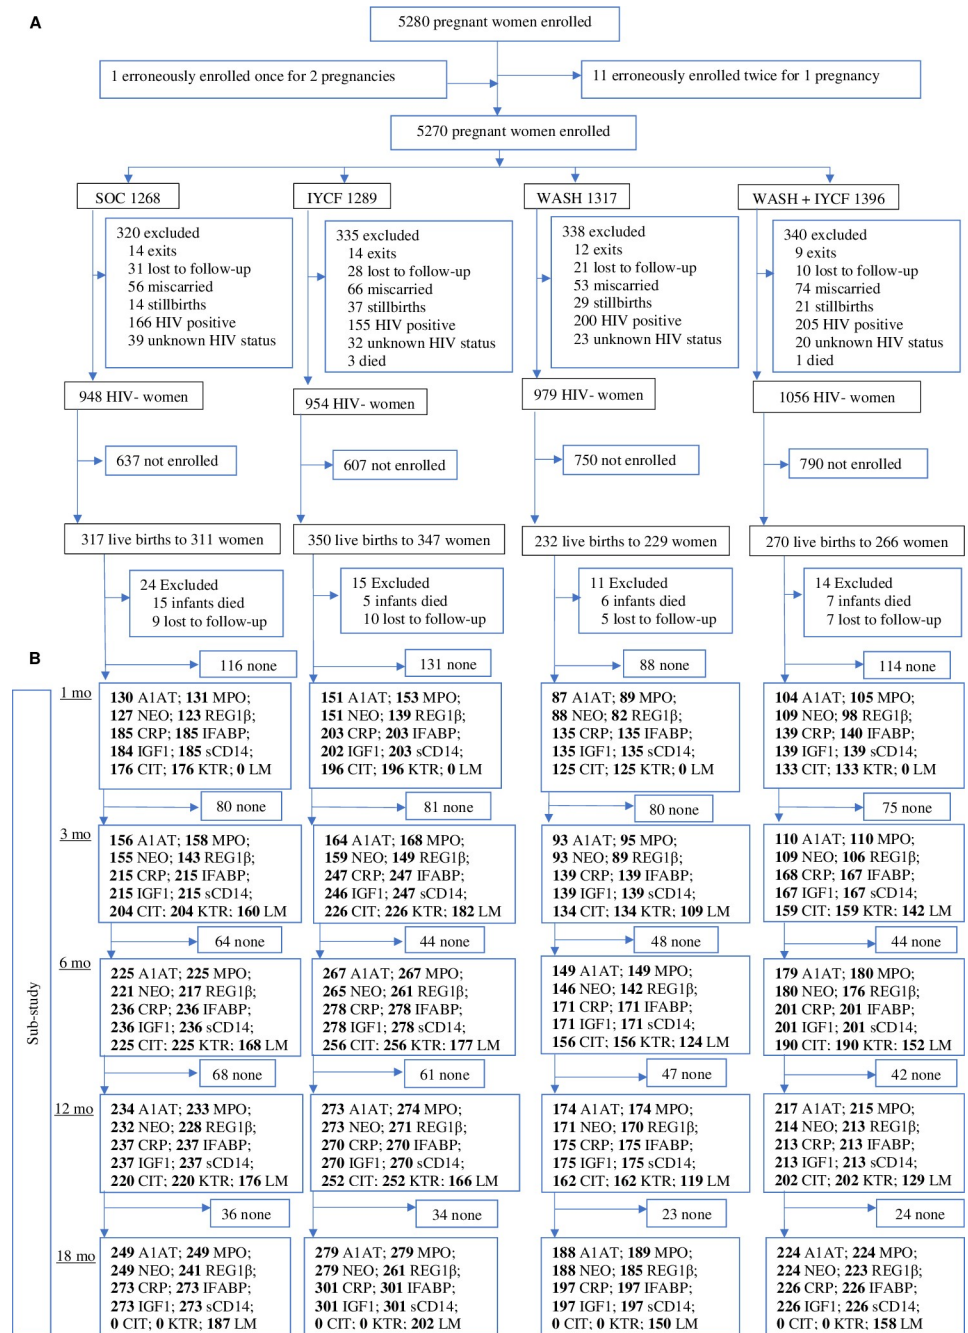 A
5280 pregnant women enrolled
1 erroneously enrolled once for 2 pregnancies
11 erroneously enrolled twice for 1 pregnancy
5270 pregnant women enrolled
SOC 1268
IYCF 1289
WASH 1317
WASH + IYCF 1396
320 excluded
14 exits
31 lost to follow-up
56 miscarried
14 stillbirths
166 HIV positive
39 unknown HIV status
335 excluded
14 exits
28 lost to follow-up
66 miscarried
37 stillbirths
155 HIV positive
32 unknown HIV status
3 died
338 excluded
12 exits
21 lost to follow-up
53 miscarried
29 stillbirths
200 HIV positive
23 unknown HIV status
340 excluded
9 exits
10 lost to follow-up
74 miscarried
21 stillbirths
205 HIV positive
20 unknown HIV status
1 died
948 HIV- women
954 HIV- women
979 HIV- women
1056 HIV- women
637 not enrolled
607 not enrolled
750 not enrolled
790 not enrolled
317 live births to 311 women
350 live births to 347 women
232 live births to 229 women
270 live births to 266 women
24 Excluded
15 infants died
9 lost to follow-up
15 Excluded
5 infants died
10 lost to follow-up
11 Excluded
6 infants died
5 lost to follow-up
14 Excluded
7 infants died
7 lost to follow-up
B
Sub-study
116 none
131 none
88 none
114 none
1 mo
130 A1AT; 131 MPO;
127 NEO; 123 REG1β;
185 CRP; 185 IFABP;
184 IGF1; 185 sCD14;
176 CIT; 176 KTR; 0 LM
151 A1AT; 153 MPO;
151 NEO; 139 REG1β;
203 CRP; 203 IFABP;
202 IGF1; 203 sCD14;
196 CIT; 196 KTR; 0 LM
87 A1AT; 89 MPO;
88 NEO; 82 REG1β;
135 CRP; 135 IFABP;
135 IGF1; 135 sCD14;
125 CIT; 125 KTR; 0 LM
104 A1AT; 105 MPO;
109 NEO; 98 REG1β;
139 CRP; 140 IFABP;
139 IGF1; 139 sCD14;
133 CIT; 133 KTR; 0 LM
80 none
81 none
80 none
75 none
3 mo
156 A1AT; 158 MPO;
155 NEO; 143 REG1β;
215 CRP; 215 IFABP;
215 IGF1; 215 sCD14;
204 CIT; 204 KTR; 160 LM
164 A1AT; 168 MPO;
159 NEO; 149 REG1β;
247 CRP; 247 IFABP;
246 IGF1; 247 sCD14;
226 CIT; 226 KTR; 182 LM
93 A1AT; 95 MPO;
93 NEO; 89 REG1β;
139 CRP; 139 IFABP;
139 IGF1; 139 sCD14;
134 CIT; 134 KTR; 109 LM
110 A1AT; 110 MPO;
109 NEO; 106 REG1β;
168 CRP; 167 IFABP;
167 IGF1; 167 sCD14;
159 CIT; 159 KTR; 142 LM
64 none
44 none
48 none
44 none
6 mo
225 A1AT; 225 MPO;
221 NEO; 217 REG1β;
236 CRP; 236 IFABP;
236 IGF1; 236 sCD14;
225 CIT; 225 KTR; 168 LM
267 A1AT; 267 MPO;
265 NEO; 261 REG1β;
278 CRP; 278 IFABP;
278 IGF1; 278 sCD14;
256 CIT; 256 KTR; 177 LM
149 A1AT; 149 MPO;
146 NEO; 142 REG1β;
171 CRP; 171 IFABP;
171 IGF1; 171 sCD14;
156 CIT; 156 KTR; 124 LM
179 A1AT; 180 MPO;
180 NEO; 176 REG1β;
201 CRP; 201 IFABP;
201 IGF1; 201 sCD14;
190 CIT; 190 KTR; 152 LM
68 none
61 none
47 none
42 none
12 mo
234 A1AT; 233 MPO;
232 NEO; 228 REG1β;
237 CRP; 237 IFABP;
237 IGF1; 237 sCD14;
220 CIT; 220 KTR; 176 LM
273 A1AT; 274 MPO;
273 NEO; 271 REG1β;
270 CRP; 270 IFABP;
270 IGF1; 270 sCD14;
252 CIT; 252 KTR; 166 LM
174 A1AT; 174 MPO;
171 NEO; 170 REG1β;
175 CRP; 175 IFABP;
175 IGF1; 175 sCD14;
162 CIT; 162 KTR; 119 LM
217 A1AT; 215 MPO;
214 NEO; 213 REG1β;
213 CRP; 213 IFABP;
213 IGF1; 213 sCD14;
202 CIT; 202 KTR; 129 LM
36 none
34 none
23 none
24 none
18 mo
249 A1AT; 249 MPO;
249 NEO; 241 REG1β;
273 CRP; 273 IFABP;
273 IGF1; 273 sCD14;
0 CIT; 0 KTR; 187 LM
279 A1AT; 279 MPO;
279 NEO; 261 REG1β;
301 CRP; 301 IFABP;
301 IGF1; 301 sCD14;
0 CIT; 0 KTR; 202 LM
188 A1AT; 189 MPO;
188 NEO; 185 REG1β;
197 CRP; 197 IFABP;
197 IGF1; 197 sCD14;
0 CIT; 0 KTR; 150 LM
224 A1AT; 224 MPO;
224 NEO; 223 REG1β;
226 CRP; 226 IFABP;
226 IGF1; 226 sCD14;
0 CIT; 0 KTR; 158 LM